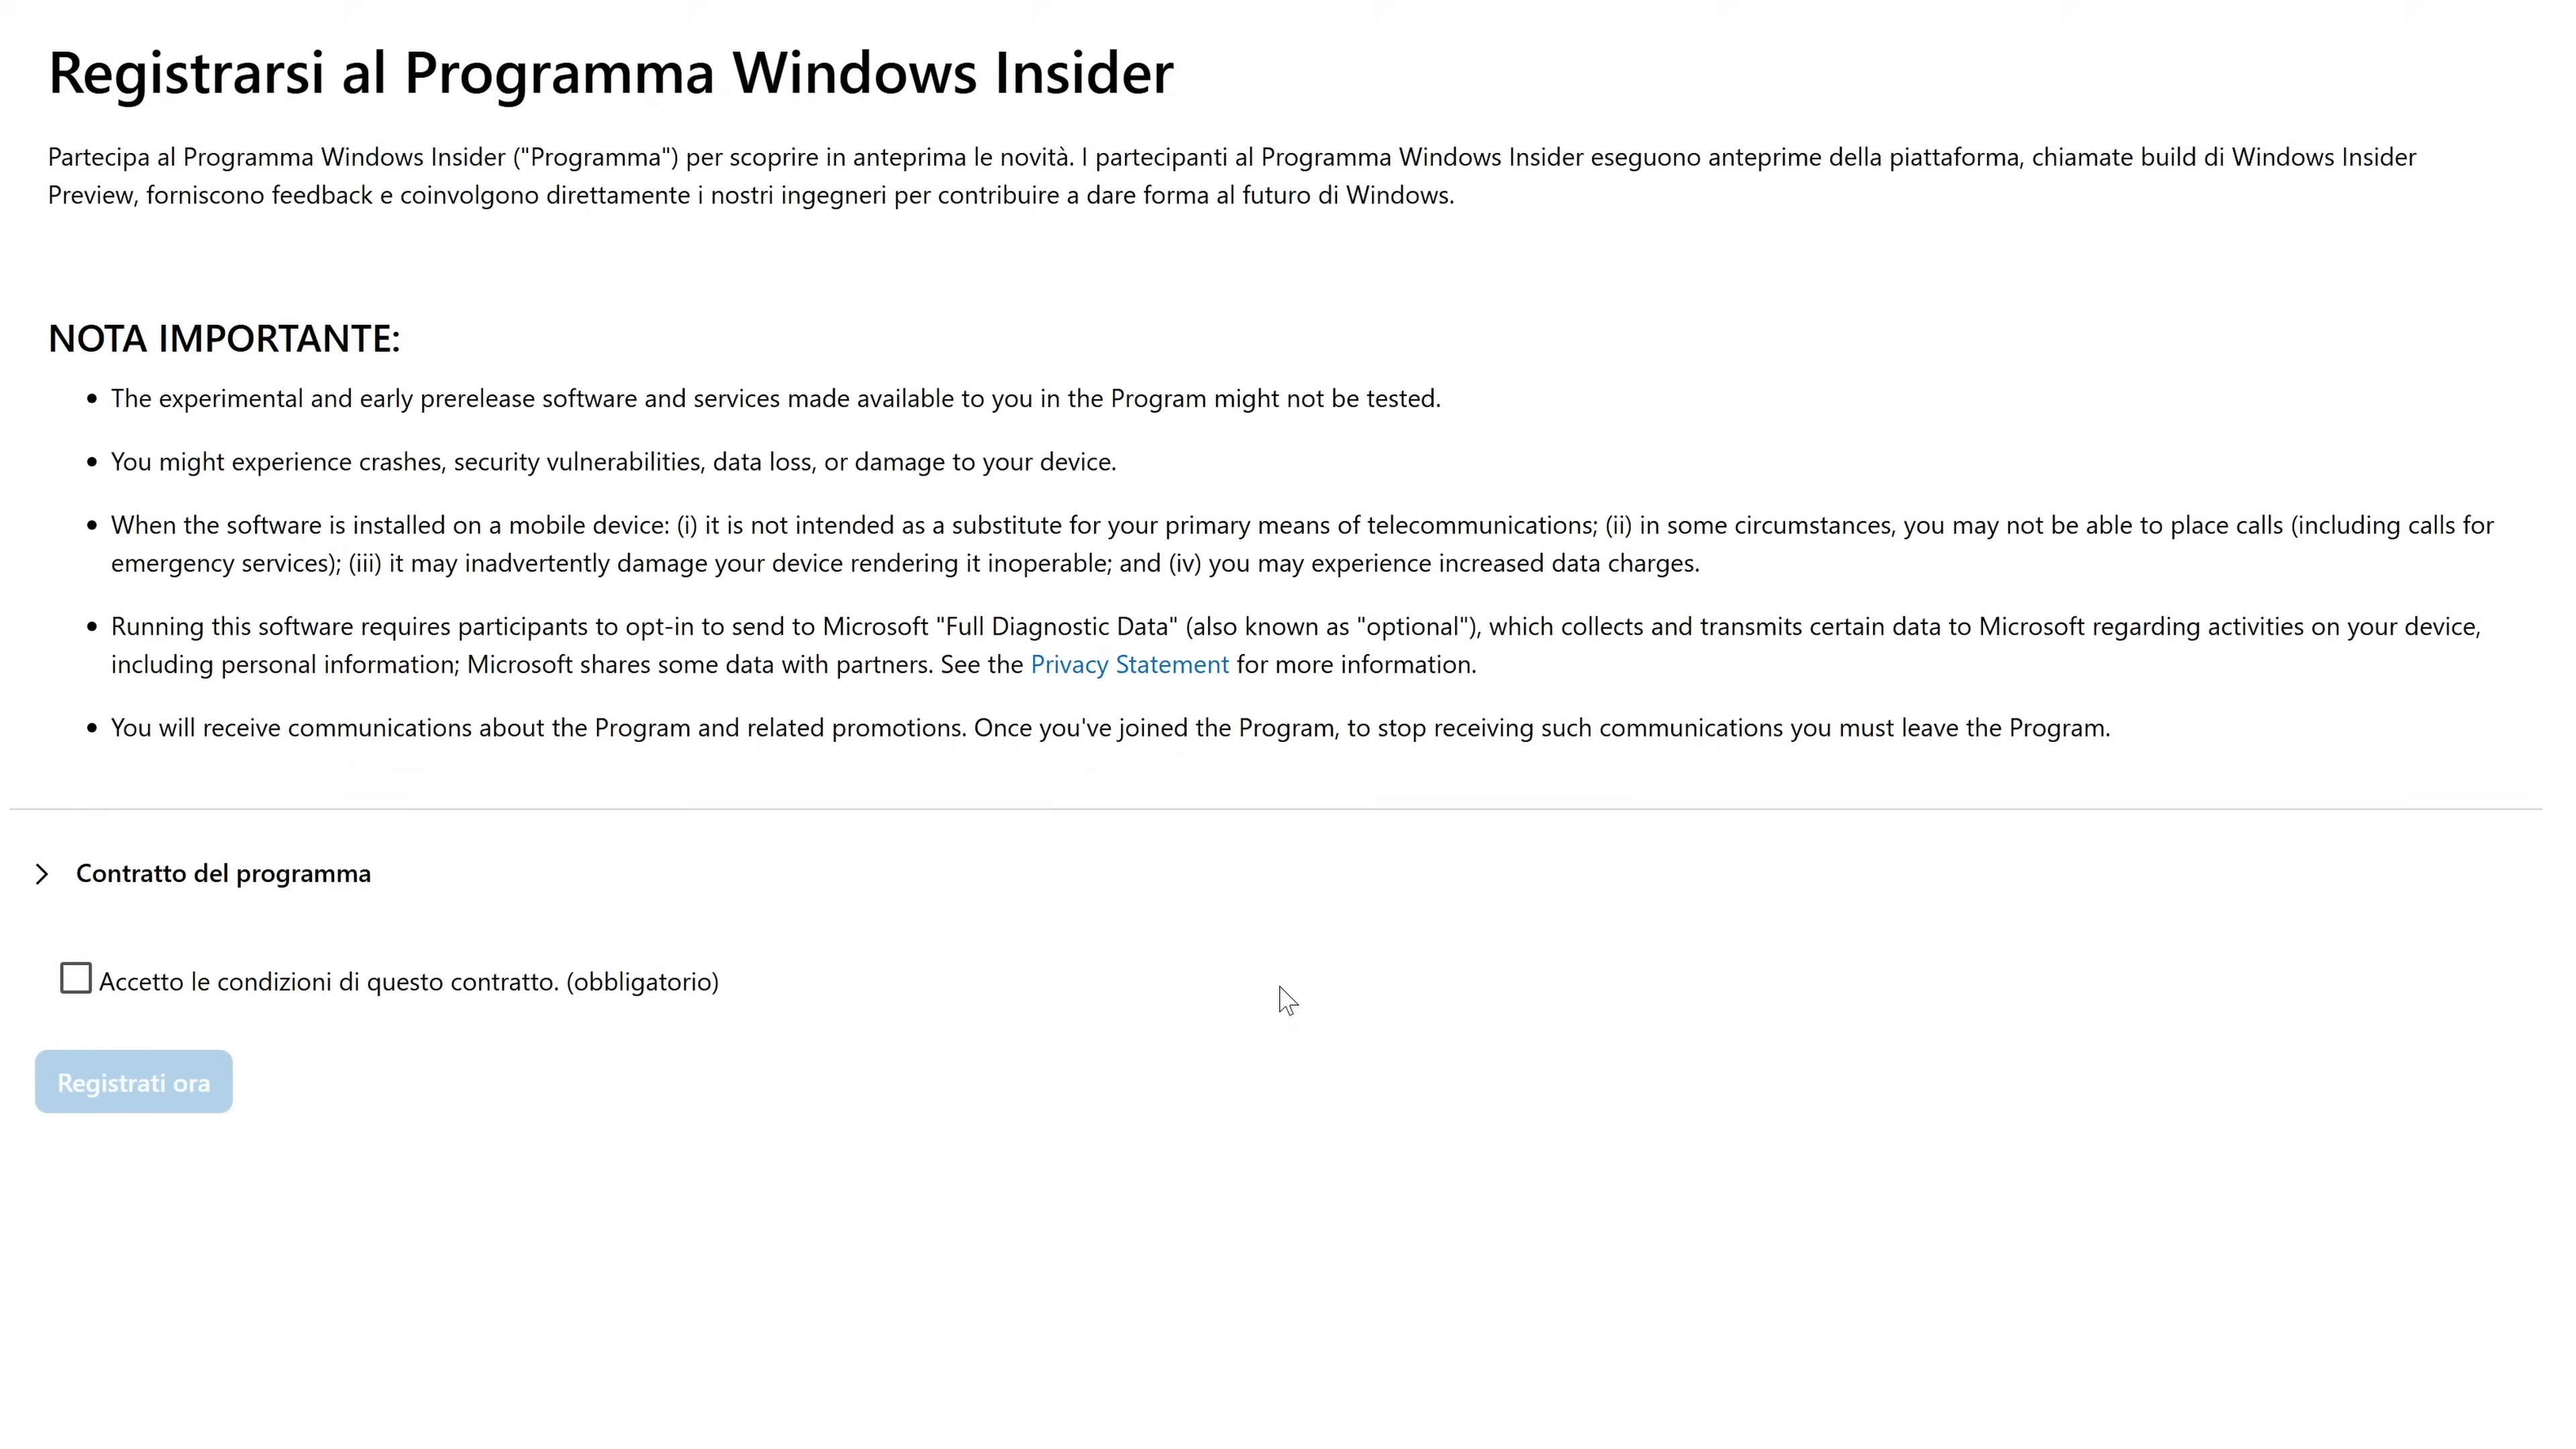 Registrarsi al Programma Windows Insider
Partecipa al Programma Windows Insider ("Programma") per scoprire in anteprima le novità. I partecipanti al Programma Windows Insider eseguono anteprime della piattaforma, chiamate build di Windows Insider
Preview, forniscono feedback e coinvolgono direttamente i nostri ingegneri per contribuire a dare forma al futuro di Windows.
NOTA IMPORTANTE:
• The experimental and early prerelease software and services made available to you in the Program might not be tested.
• You might experience crashes, security vulnerabilities, data loss, or damage to your device.
• When the software is installed on a mobile device: (i) it is not intended as a substitute for your primary means of telecommunications; (ii) in some circumstances, you may not be able to place calls (including calls for
emergency services); (iii) it may inadvertently damage your device rendering it inoperable; and (iv) you may experience increased data charges.
• Running this software requires participants to opt-in to send to Microsoft "Full Diagnostic Data" (also known as "optional"), which collects and transmits certain data to Microsoft regarding activities on your device,
including personal information; Microsoft shares some data with partners. See the Privacy Statement for more information.
• You will receive communications about the Program and related promotions. Once you've joined the Program, to stop receiving such communications you must leave the Program.
Contratto del programma
Accetto le condizioni di questo contratto. (obbligatorio)
Registrati ora